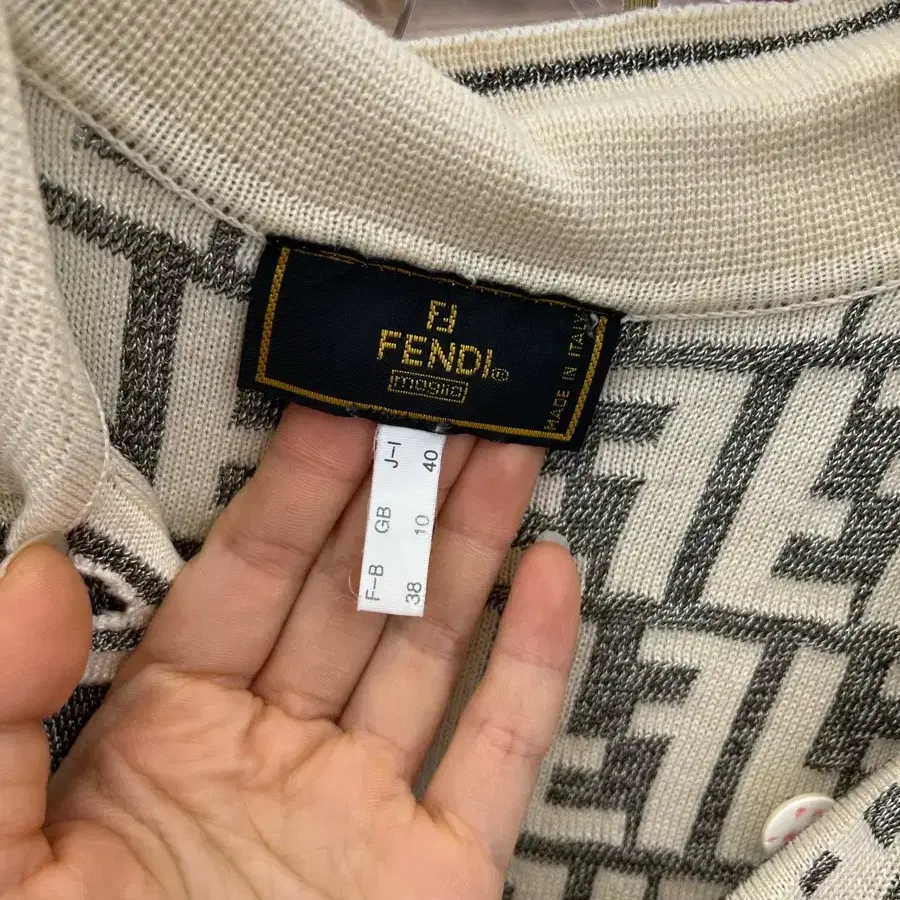 FF
FENDI®
maglia
MADE IN ITALY
J-I 40
GB 10
F-B 38